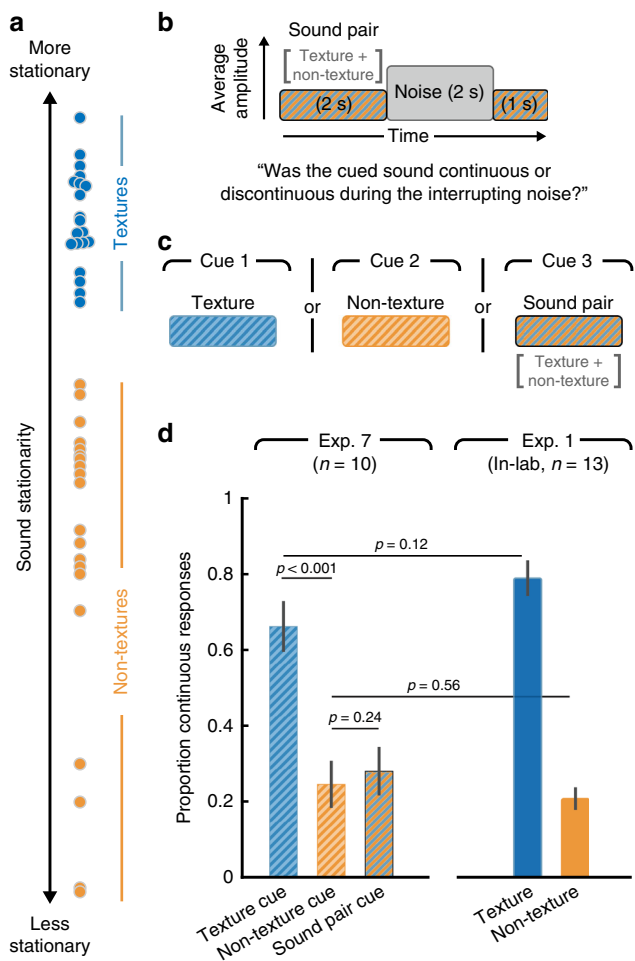 a
More
stationary
Sound stationarity
Textures
Non-textures
Less
stationary
b
Average
amplitude
Sound pair
[Texture +
non-texture]
(2 s)
Noise (2 s)
(1 s)
Time
“Was the cued sound continuous or
discontinuous during the interrupting noise?”
c
Cue 1
Cue 2
Cue 3
Texture
or
Non-texture
or
Sound pair
[Texture +
non-texture]
d
Exp. 7
(n = 10)
Exp. 1
(In-lab, n = 13)
Proportion continuous responses
1
0.8
0.6
0.4
0.2
0
p = 0.12
p < 0.001
p = 0.56
p = 0.24
Texture cue
Non-texture cue
Sound pair cue
Texture
Non-texture